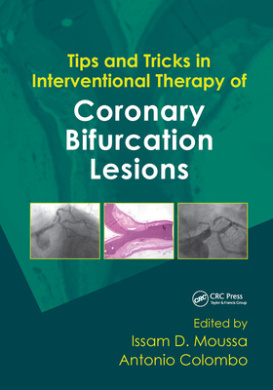 Tips and Tricks in
Interventional Therapy of
Coronary
Bifurcation
Lesions
CRC Press
Taylor & Francis Group
Edited by
Issam D. Moussa
Antonio Colombo